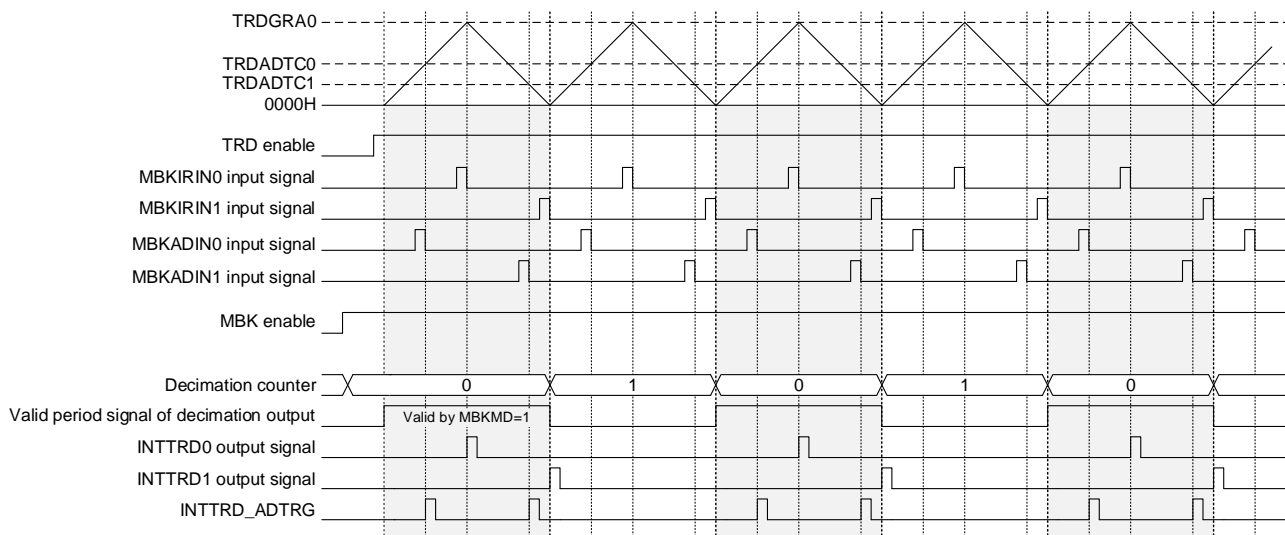 TRDGRA0
TRDADTC0
TRDADTC1
0000H
TRD enable
MBKIRIN0 input signal
MBKIRIN1 input signal
MBKADIN0 input signal
MBKADIN1 input signal
MBK enable
Decimation counter 0 1 0 1 0
Valid period signal of decimation output Valid by MBKMD=1
INTTRD0 output signal
INTTRD1 output signal
INTTRD_ADTRG